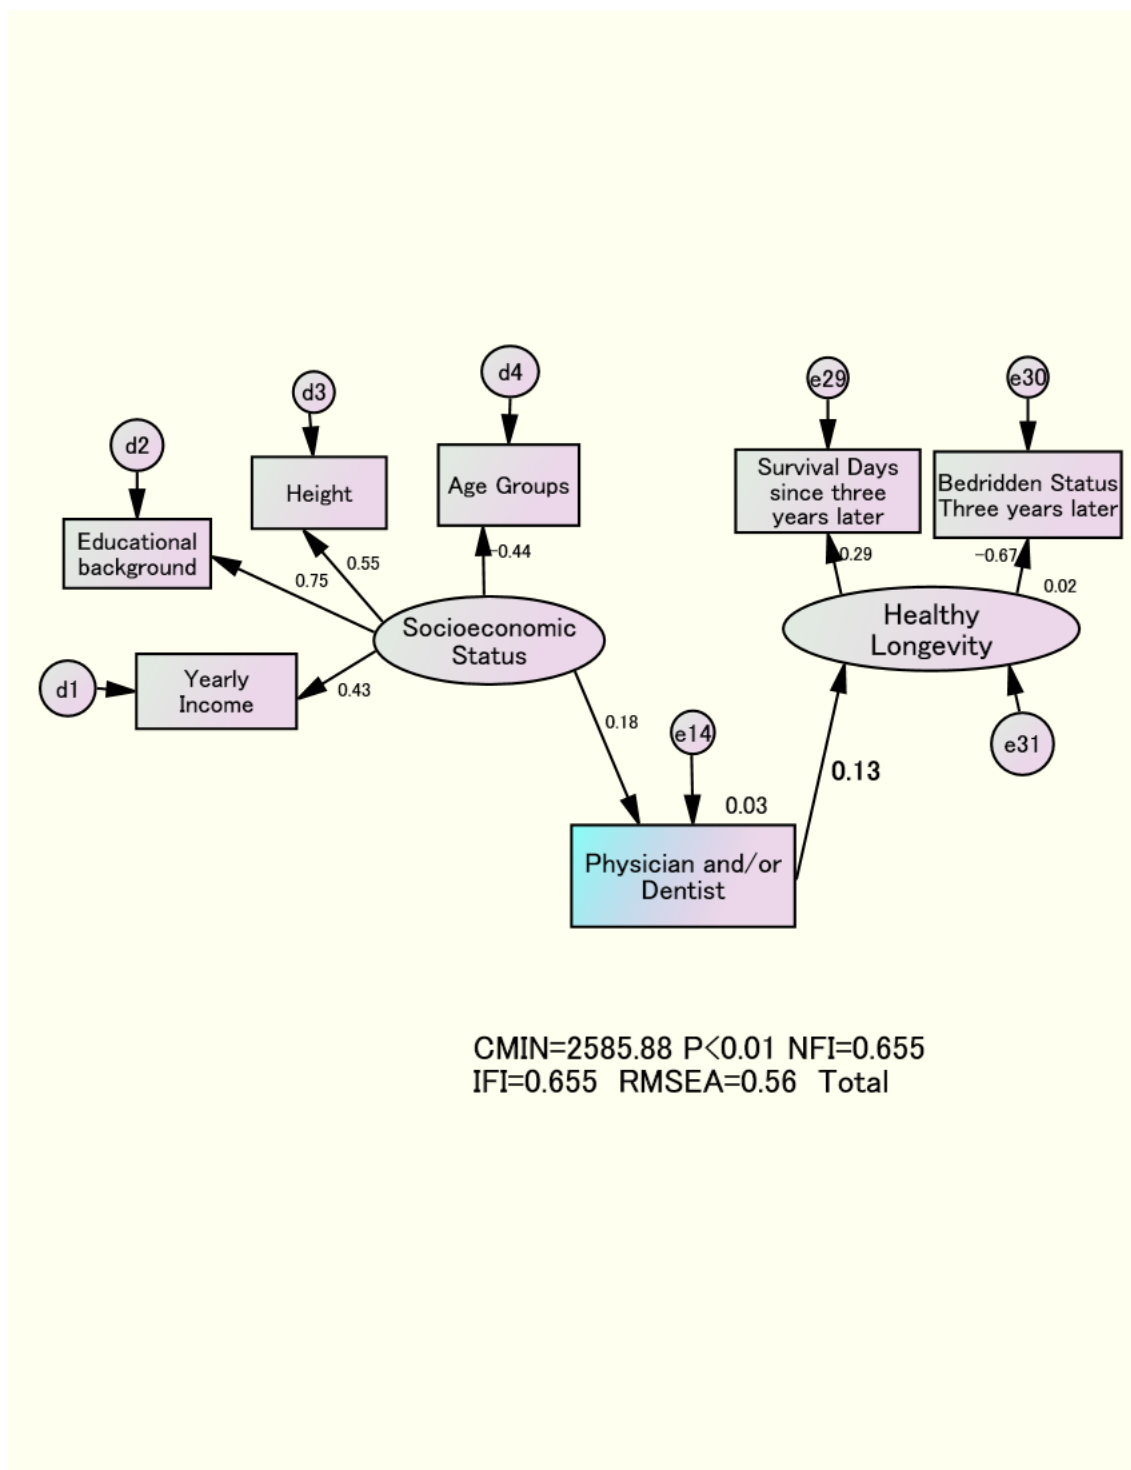 d4
e29
e30
d3
d2
Survival Days
since three
years later
Bedridden Status
Three years later
Height
Age Groups
Educational
background
-0.44
0.29
-0.67
0.55
0.75
0.02
Healthy
Longevity
Socioeconomic
Status
d1
Yearly
Income
0.43
0.18
e14
e31
0.13
0.03
Physician and/or
Dentist
CMIN=2585.88 P<0.01 NFI=0.655
IFI=0.655 RMSEA=0.56 Total